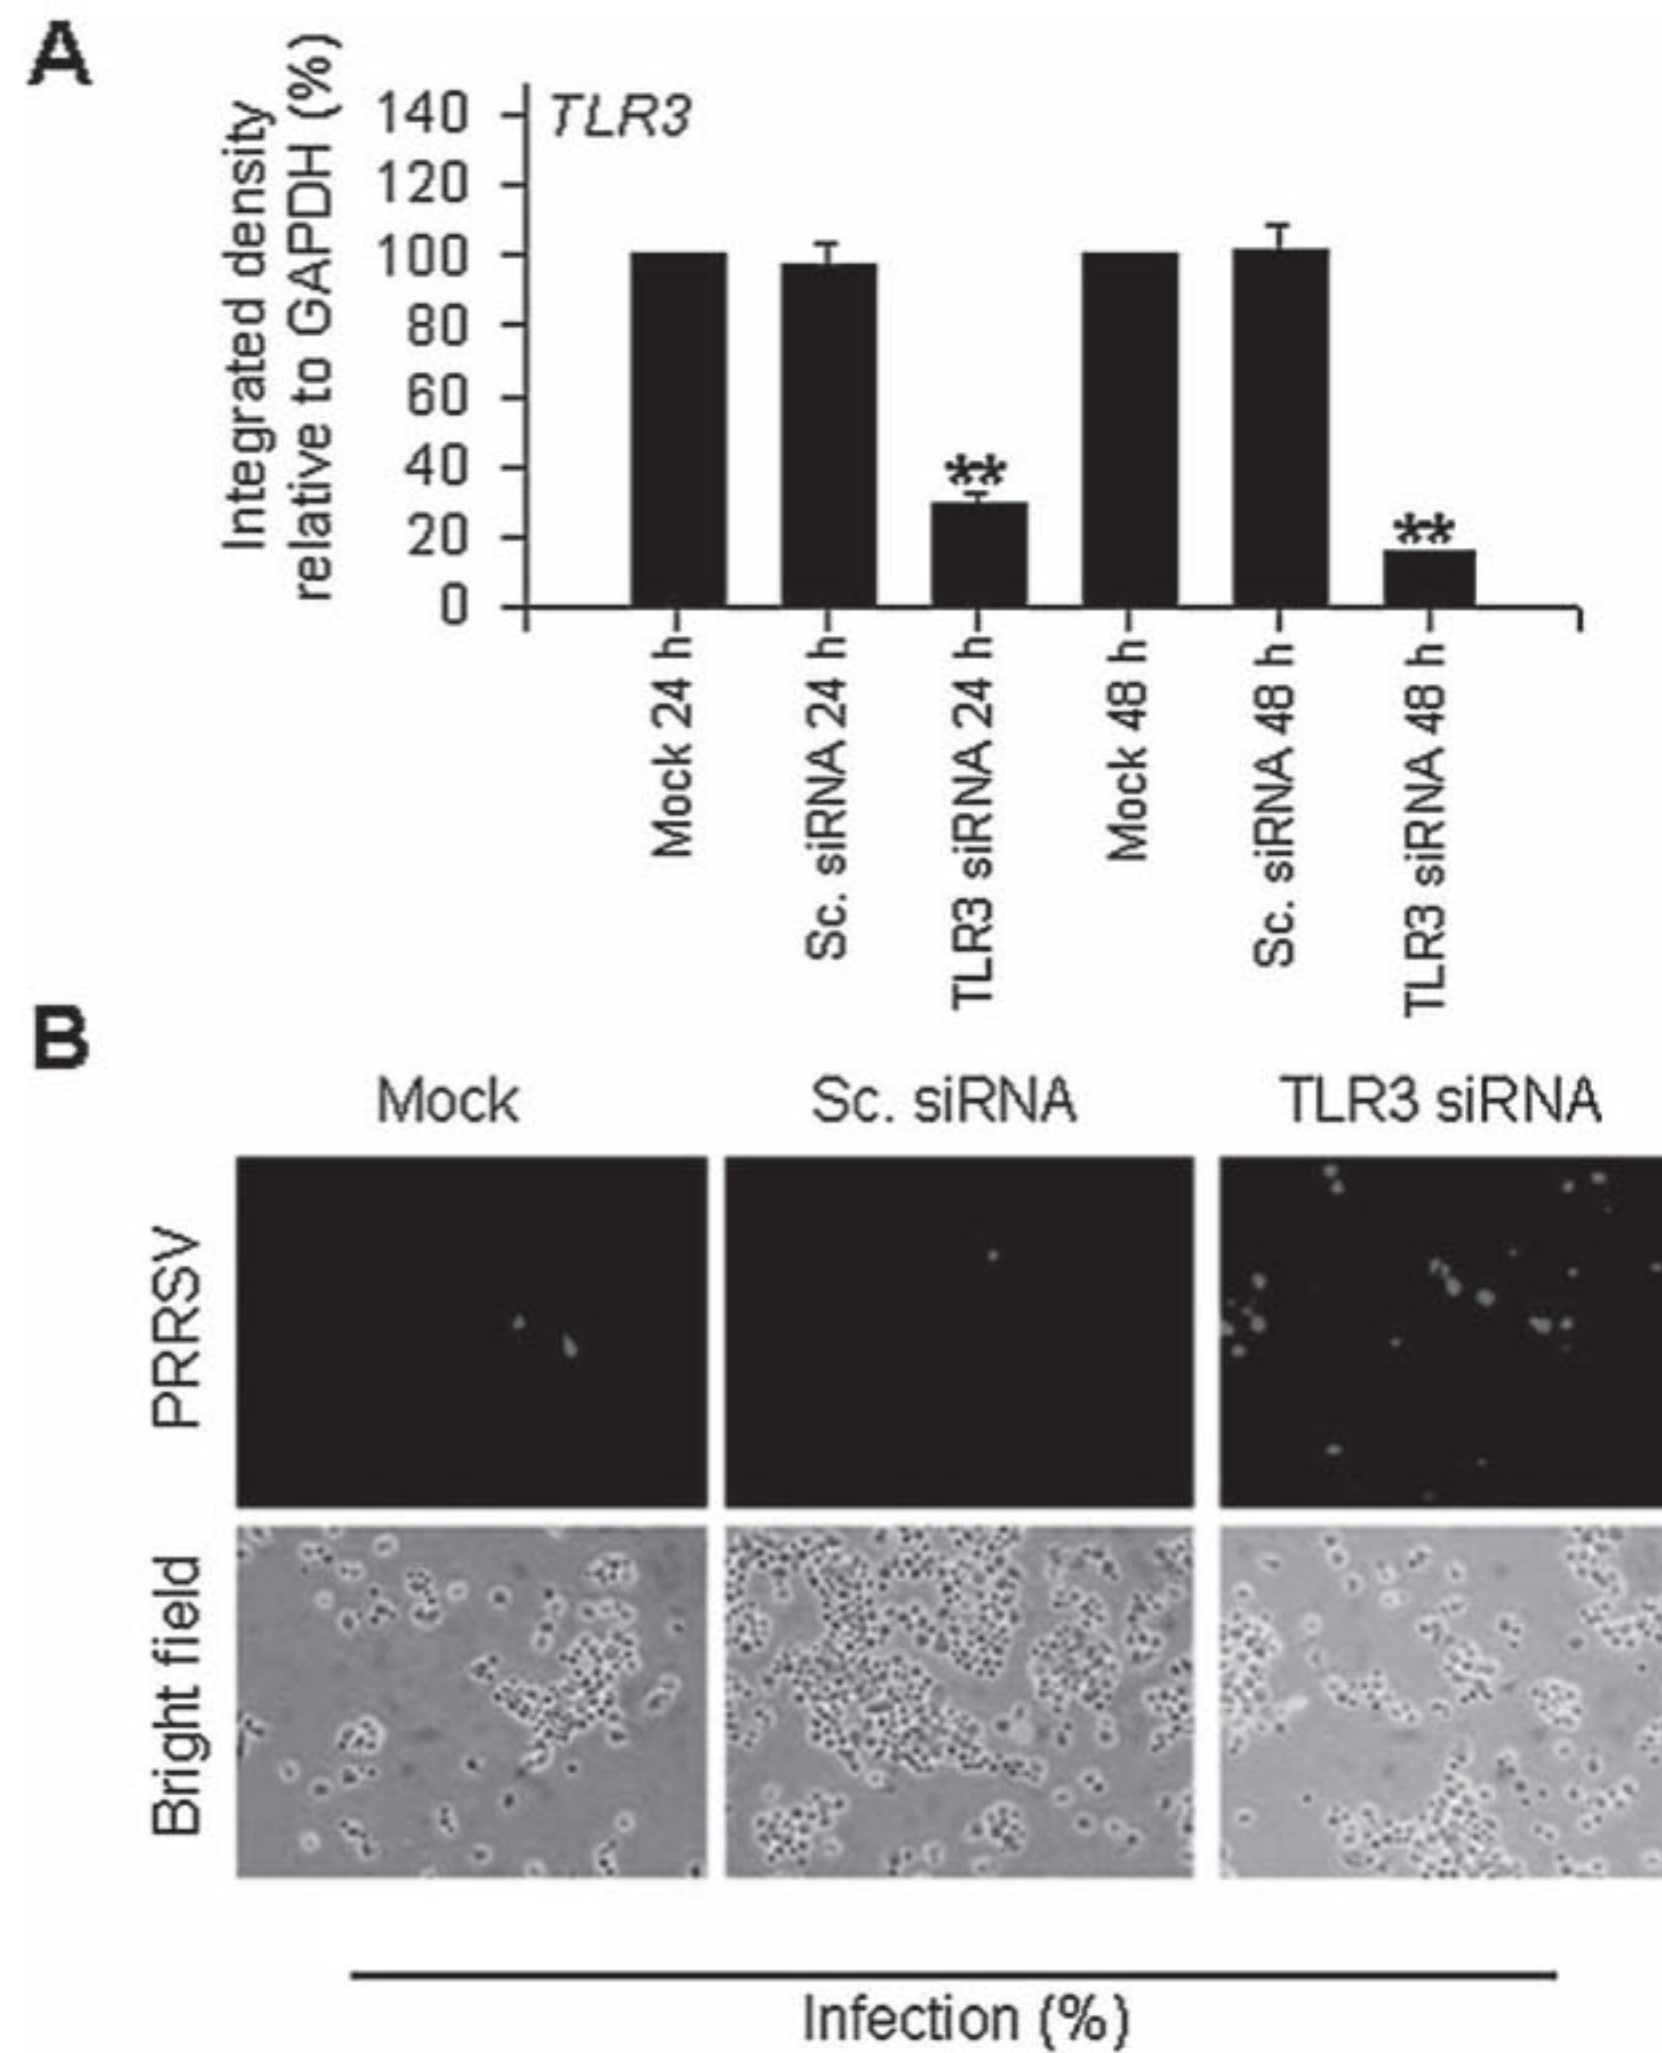 A
Integrated density
relative to GAPDH (%)
140
120
100
80
60
40
20
0
TLR3
**
**
Mock 24 h
Sc. siRNA 24 h
TLR3 siRNA 24 h
Mock 48 h
Sc. siRNA 48 h
TLR3 siRNA 48 h
B
Mock Sc. siRNA TLR3 siRNA
PRRSV
Bright field
Infection (%)